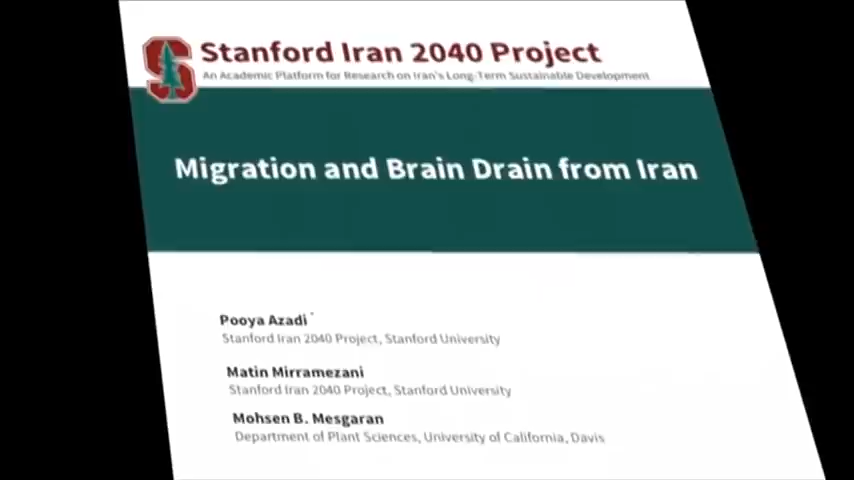 Stanford Iran 2040 Project
An Academic Platform for Research on Iran's Long-Term Sustainable Development
Migration and Brain Drain from Iran
Pooya Azadi*
Stanford Iran 2040 Project, Stanford University
Matin Mirramezani
Stanford Iran 2040 Project, Stanford University
Mohsen B. Mesgaran
Department of Plant Sciences, University of California, Davis